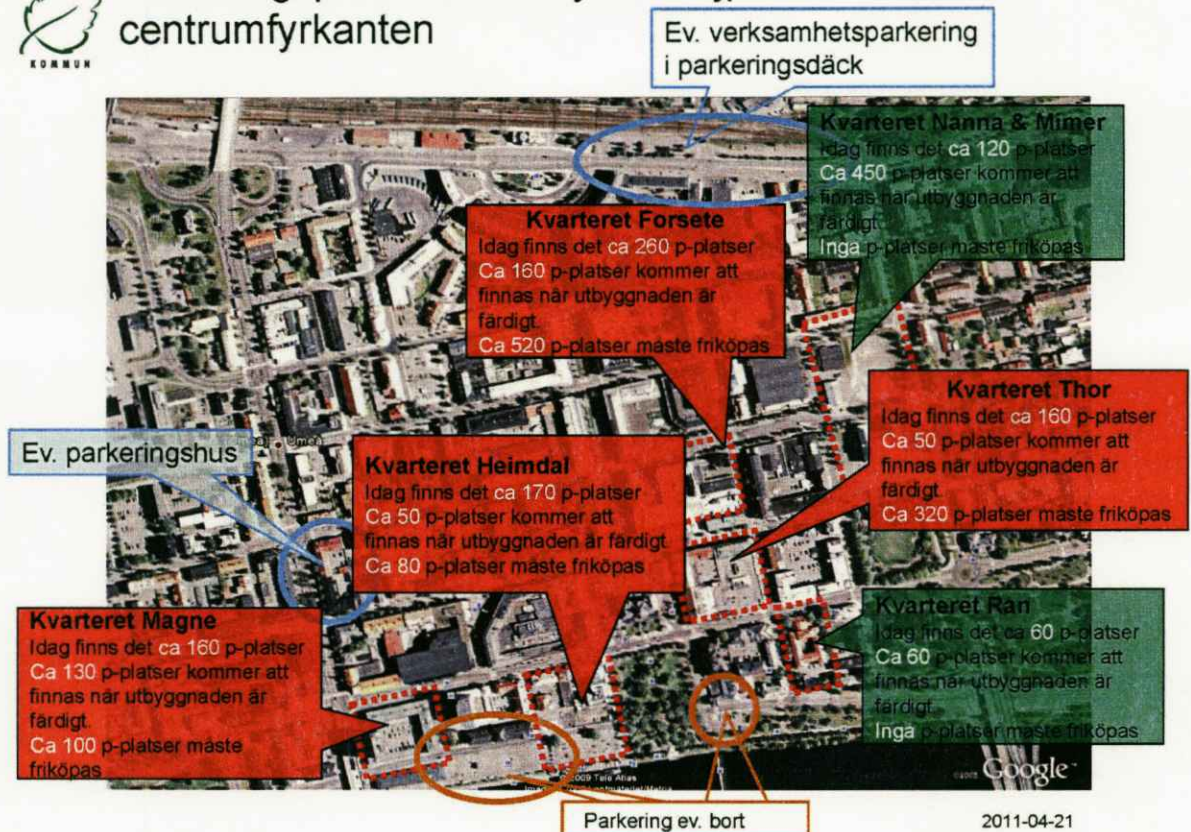 centrumfyrkanten
KOMMUN
Ev. verksamhetsparkering
i parkeringsdäck
Kvarteret Nanna & Mimer
Idag finns det ca 120 p-platser
Ca 450 p-platser kommer att
finnas när utbyggnaden är
färdigt.
Inga p-platser måste friköpas
Kvarteret Forsete
Idag finns det ca 260 p-platser
Ca 160 p-platser kommer att
finnas när utbyggnaden är
färdigt.
Ca 520 p-platser måste friköpas
Kvarteret Thor
Idag finns det ca 160 p-platser
Ca 50 p-platser kommer att
finnas när utbyggnaden är
färdigt.
Ca 320 p-platser måste friköpas
Umeå
Ev. parkeringshus
Kvarteret Heimdal
Idag finns det ca 170 p-platser
Ca 50 p-platser kommer att
finnas när utbyggnaden är färdigt.
Ca 80 p-platser måste friköpas
Kvarteret Magne
Idag finns det ca 160 p-platser
Ca 130 p-platser kommer att
finnas när utbyggnaden är
färdigt.
Ca 100 p-platser måste
friköpas
Kvarteret Ran
Idag finns det ca 60 p-platser
Ca 60 p-platser kommer att
finnas när utbyggnaden är
färdigt.
Inga p-platser måste friköpas
© 2009 Tele Atlas
Google
Parkering ev. bort
2011-04-21